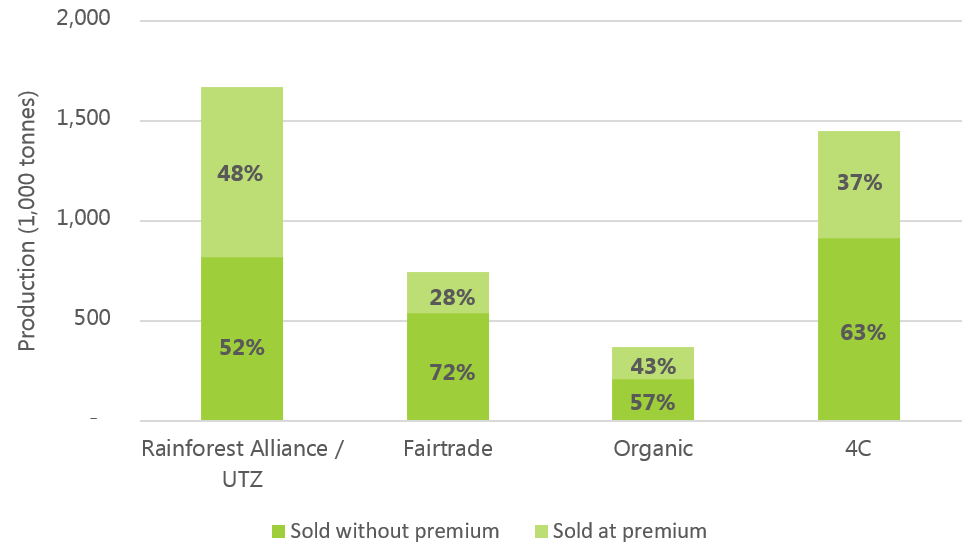 2,000
1,500
1,000
500
-
Production (1,000 tonnes)
48%
52%
28%
72%
43%
57%
37%
63%
Rainforest Alliance /
UTZ
Fairtrade
Organic
4C
Sold without premium
Sold at premium